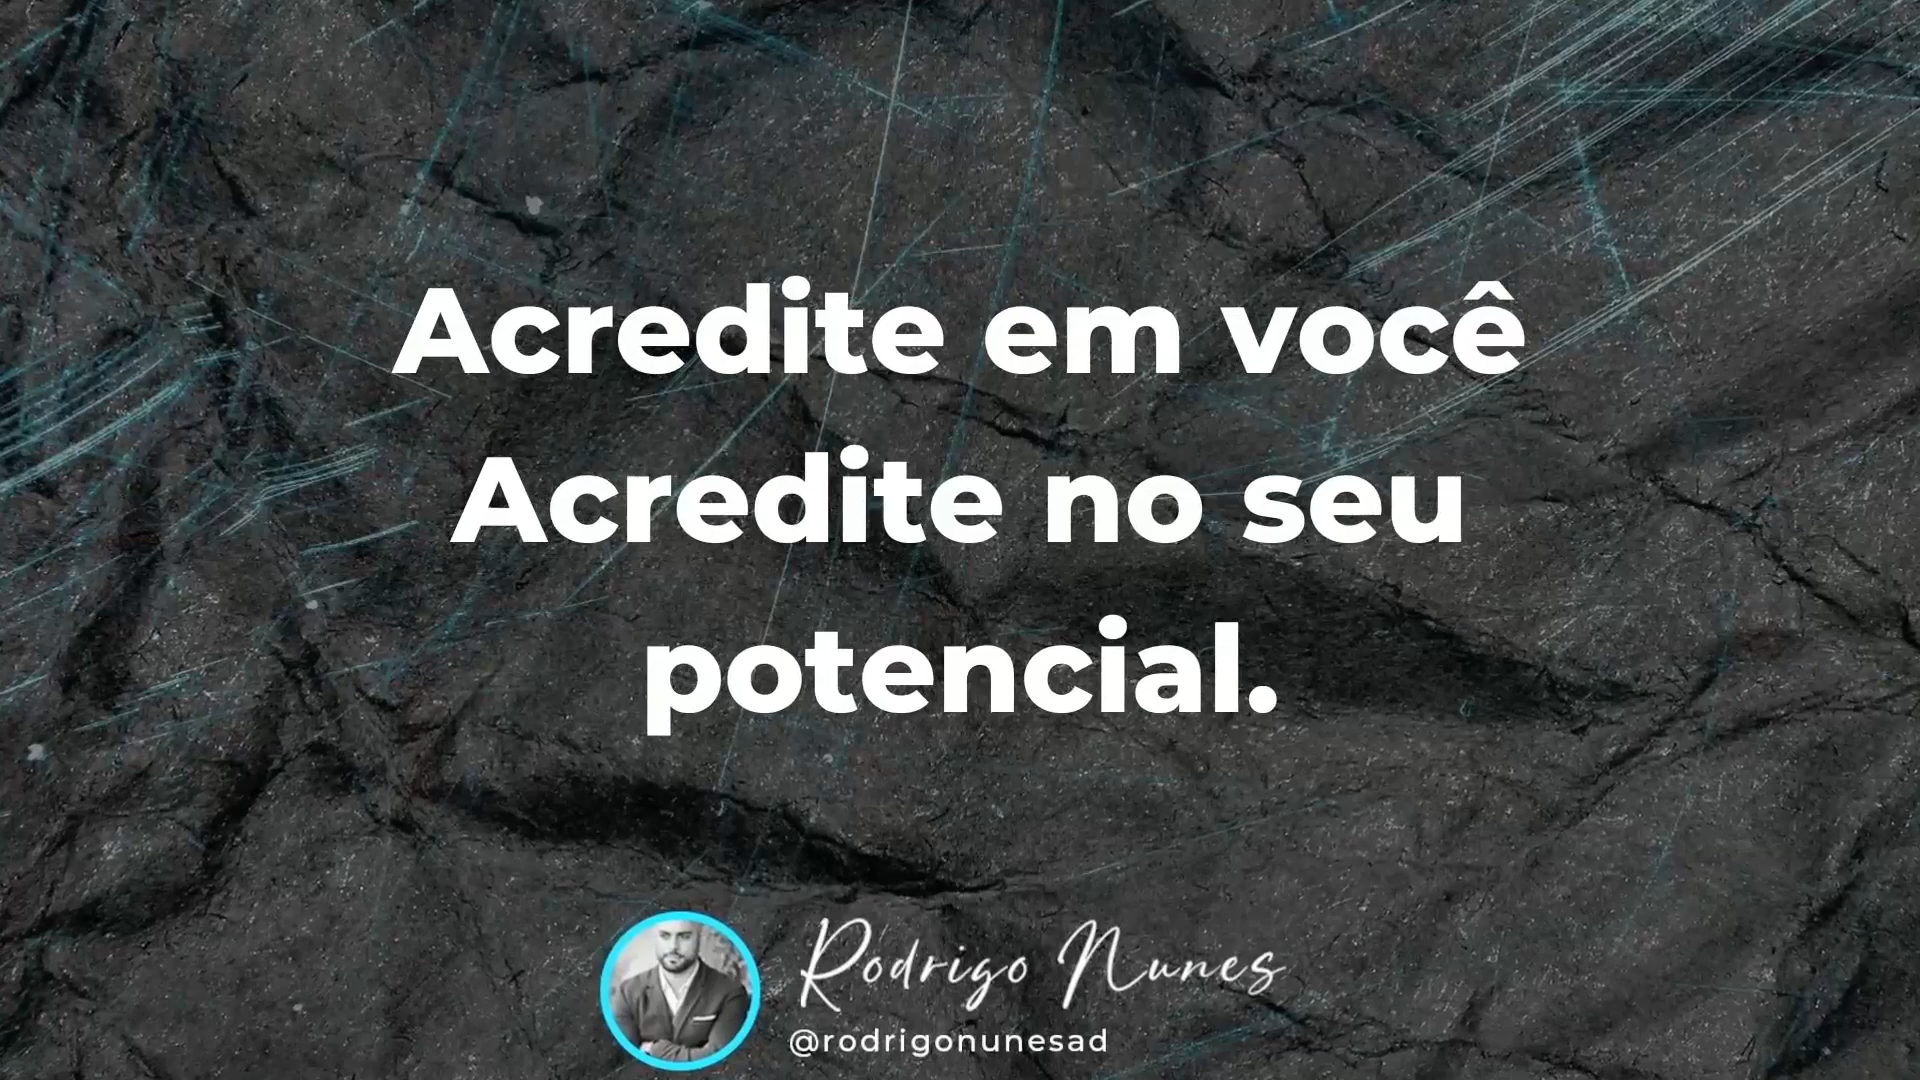 Acredite em você
Acredite no seu
potencial.
Rodrigo Nunes
@rodrigonunesad